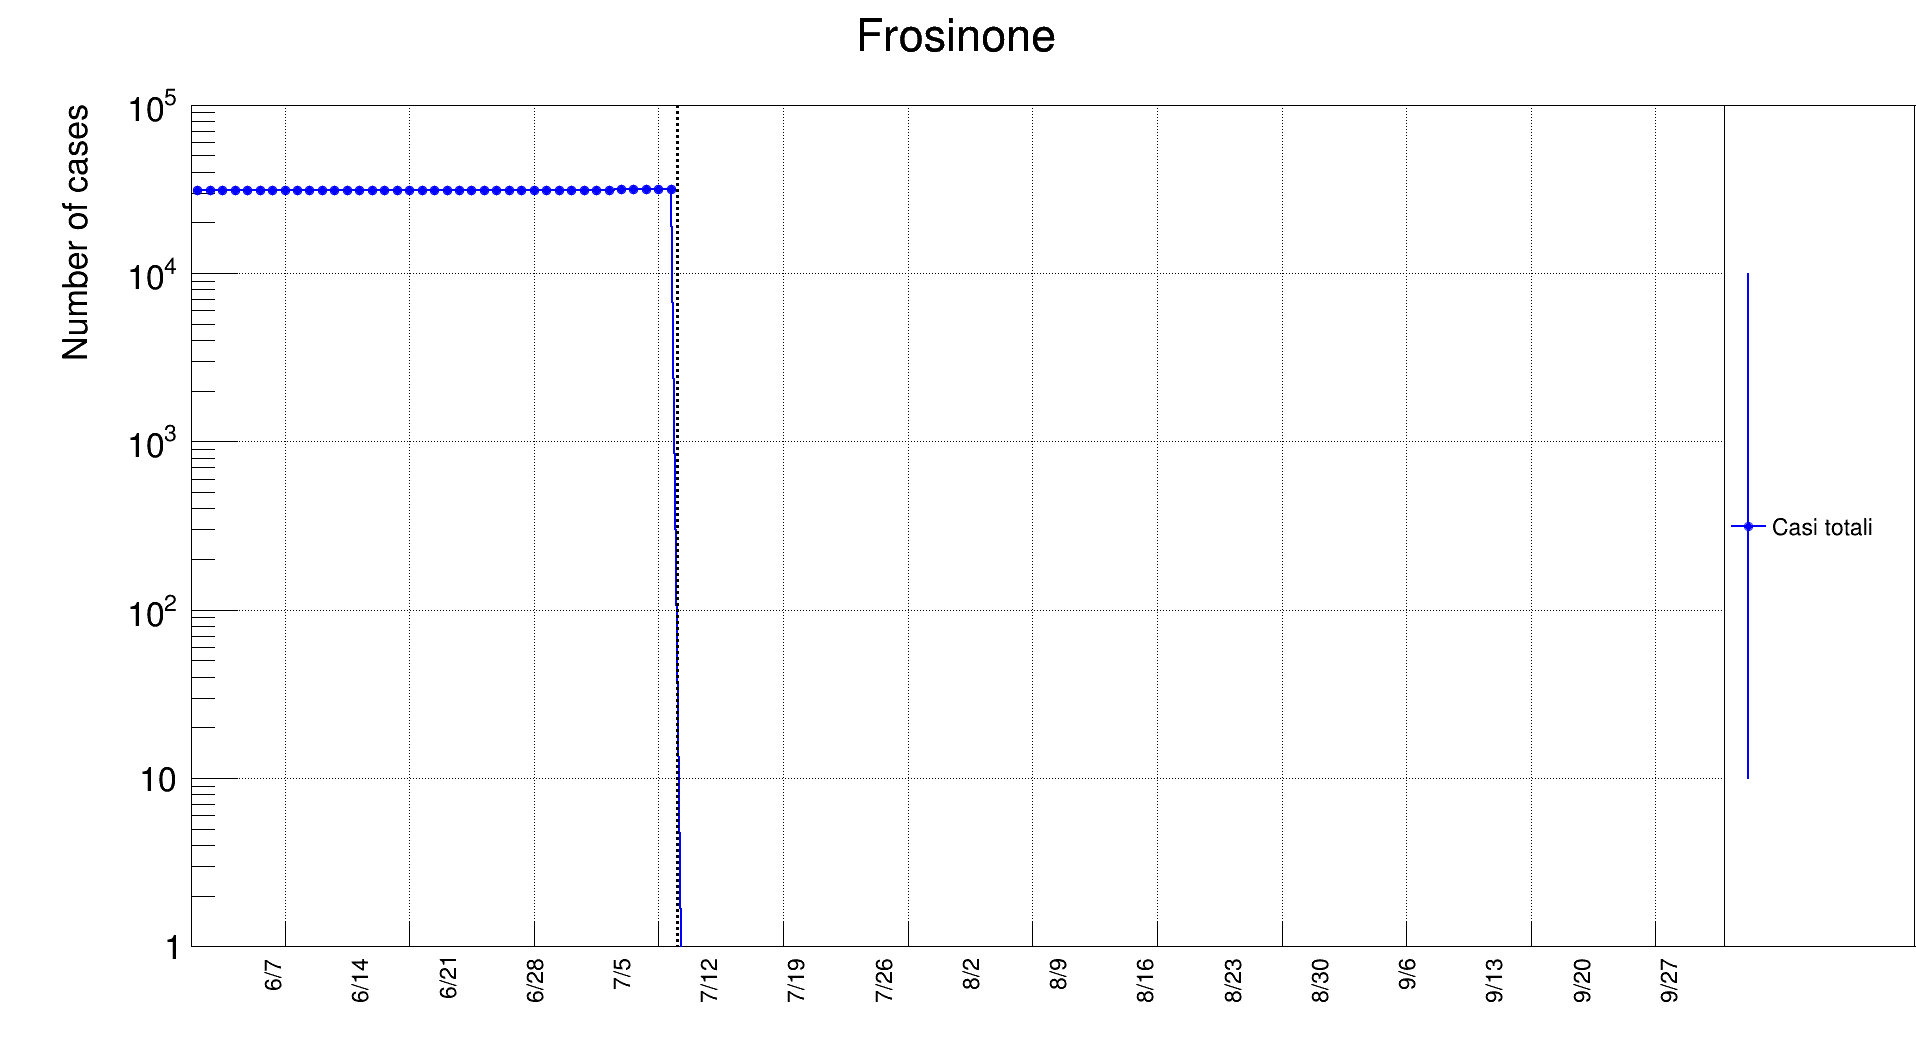 Frosinone
Number of cases
10^5
10^4
10^3
10^2
10
1
6/7 6/14 6/21 6/28 7/5 7/12 7/19 7/26 8/2 8/9 8/16 8/23 8/30 9/6 9/13 9/20 9/27
Casi totali